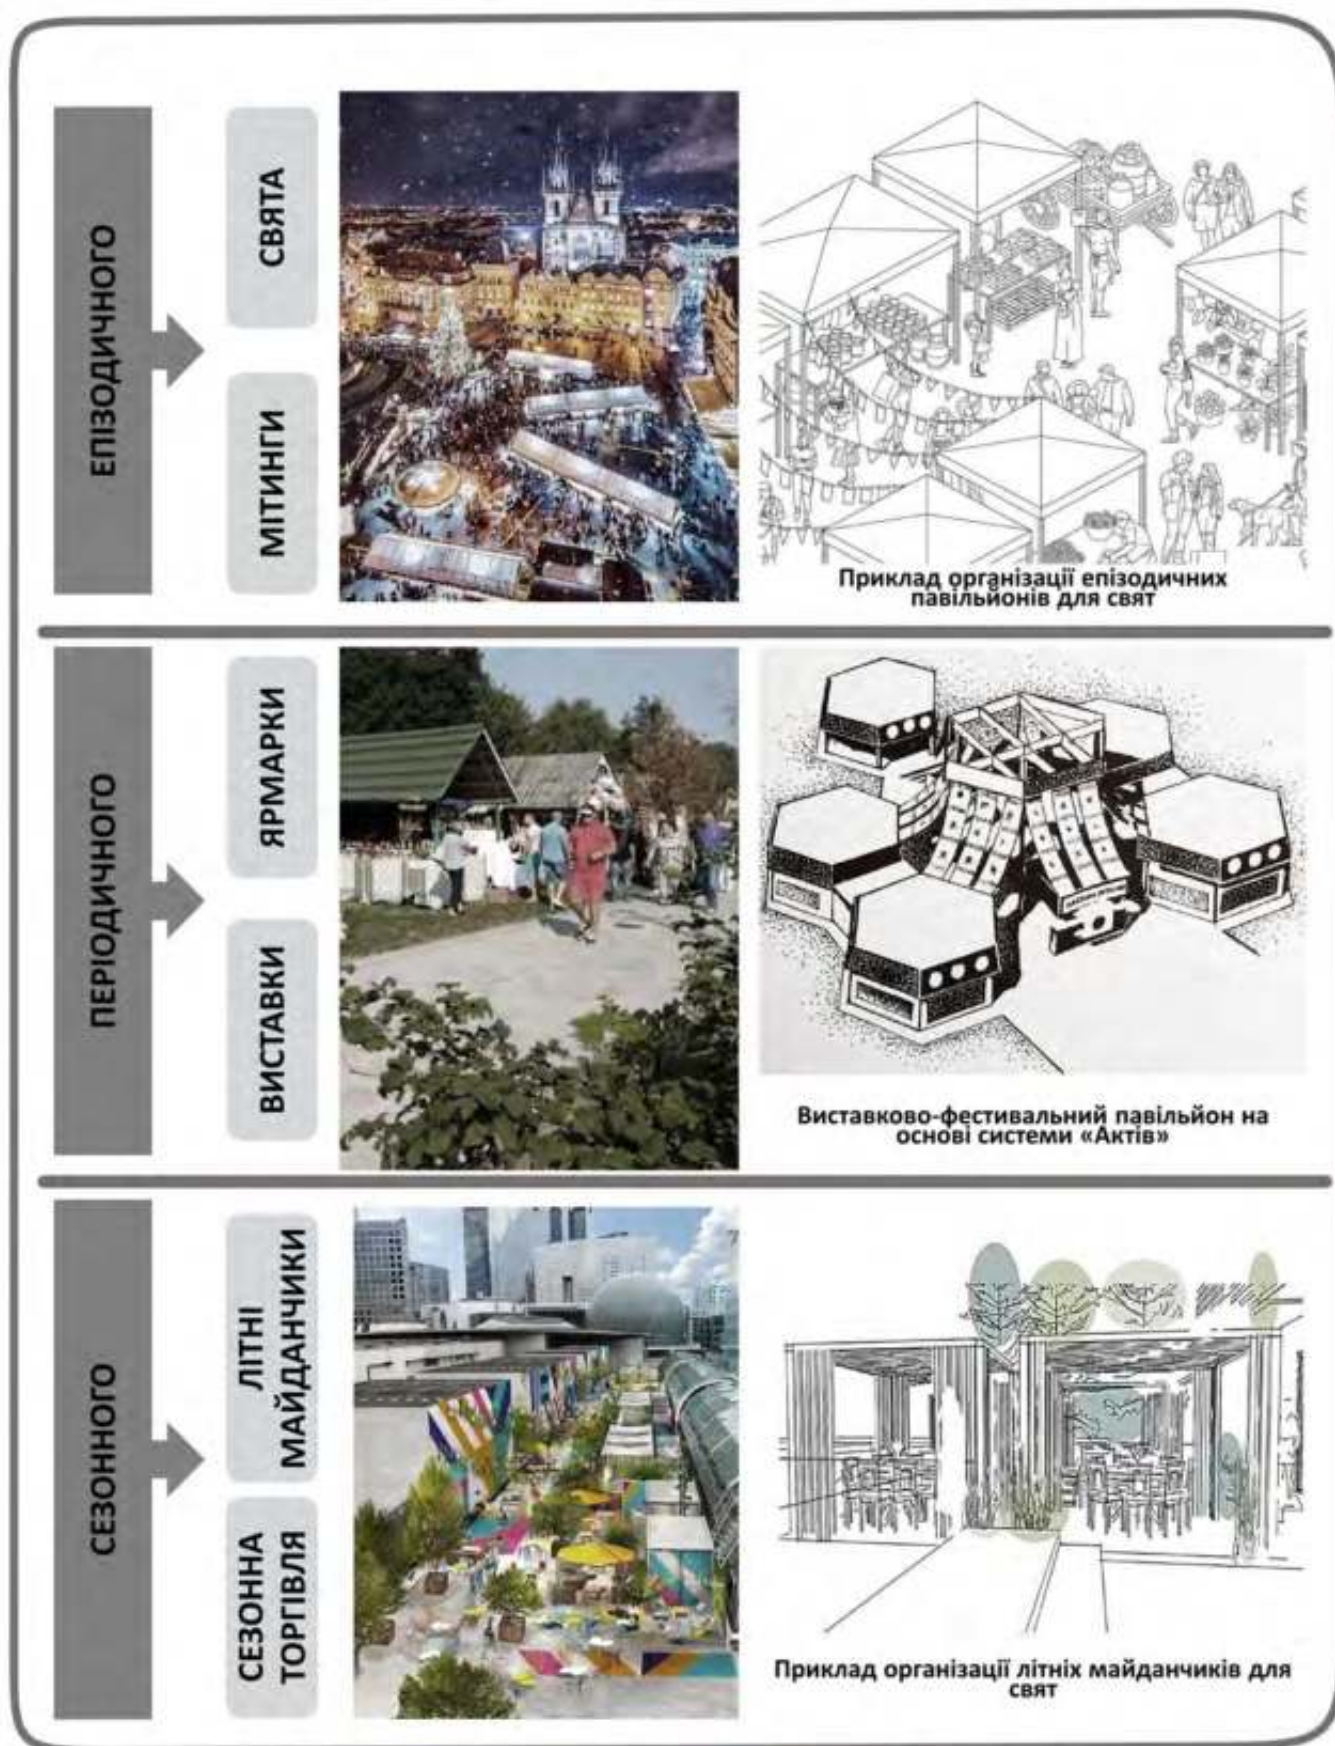 ЕПІЗОДИЧНОГО
СВЯТА
МІТИНГИ
Приклад організації епізодичних
павільйонів для свят
ПЕРІОДИЧНОГО
ЯРМАРКИ
ВИСТАВКИ
Виставково-фестивальний павільйон на
основі системи «Актів»
СЕЗОННОГО
ЛІТНІ
МАЙДАНЧИКИ
СЕЗОННА
ТОРГІВЛЯ
Приклад організації літніх майданчиків для
свят